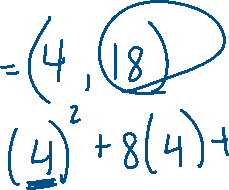 =(4, 18)
(4)² + 8(4) +